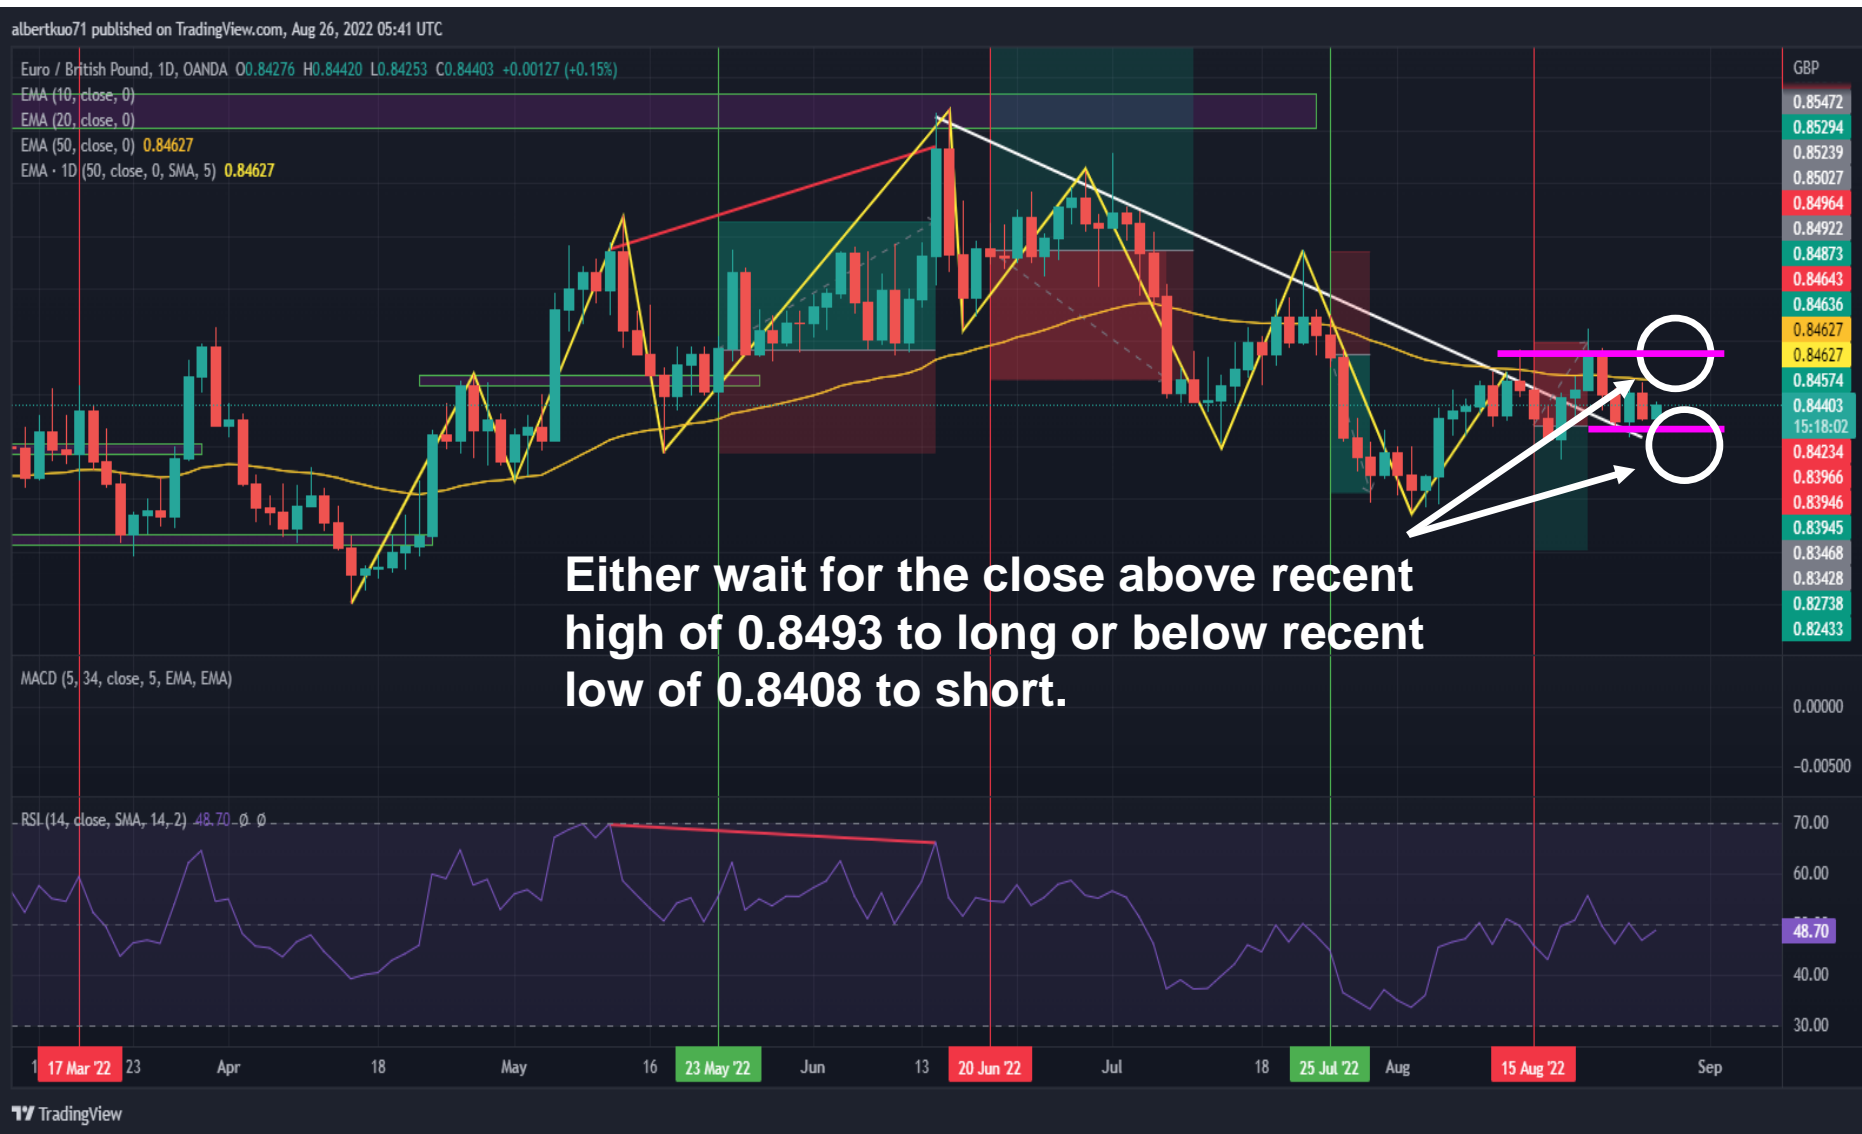 albertkuo71 published on TradingView.com, Aug 26, 2022 05:41 UTC
Euro / British Pound, 1D, OANDA O0.84276 H0.84420 L0.84253 C0.84403 +0.00127 (+0.15%)
EMA (10, close, 0)
EMA (20, close, 0)
EMA (50, close, 0) 0.84627
EMA · 1D (50, close, 0, SMA, 5) 0.84627
GBP
0.85472
0.85294
0.85239
0.85027
0.84964
0.84922
0.84873
0.84643
0.84636
0.84627
0.84627
0.84574
0.84403
15:18:02
0.84234
0.83966
0.83946
0.83945
0.83468
0.83428
0.82738
0.82433
Either wait for the close above recent
high of 0.8493 to long or below recent
low of 0.8408 to short.
MACD (5, 34, close, 5, EMA, EMA)
0.00000
−0.00500
RSI (14, close, SMA, 14, 2) 48.70 Ø Ø
70.00
60.00
48.70
40.00
30.00
17 Mar '22 23 Apr 18 May 16 23 May '22 Jun 13 20 Jun '22 Jul 18 25 Jul '22 Aug 15 Aug '22 Sep
TradingView